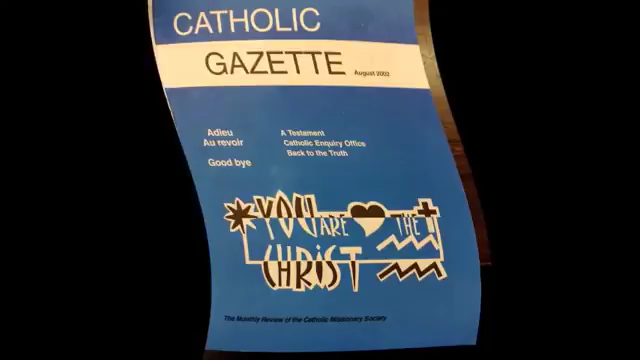 CATHOLIC
GAZETTE August 2002
Adieu
Au revoir
Good bye
A Testament
Catholic Enquiry Office
Back to the Truth
YOU ARE THE
CHRIST
The Monthly Review of the Catholic Missionary Society